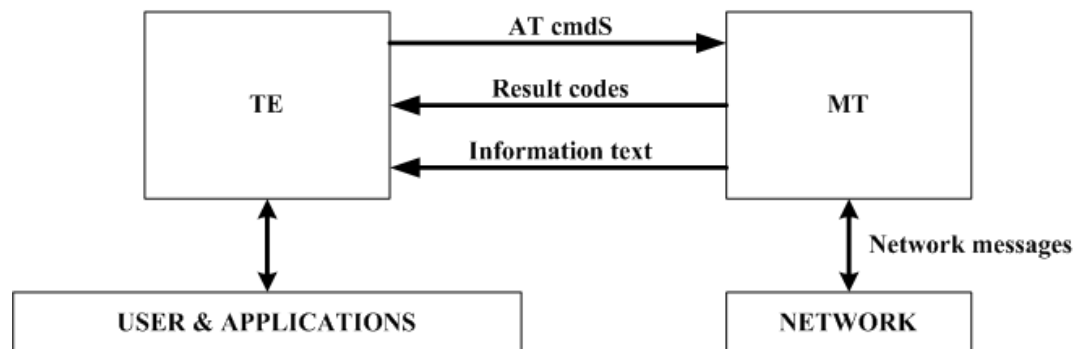 AT cmdS
TE
Result codes
MT
Information text
Network messages
USER & APPLICATIONS
NETWORK